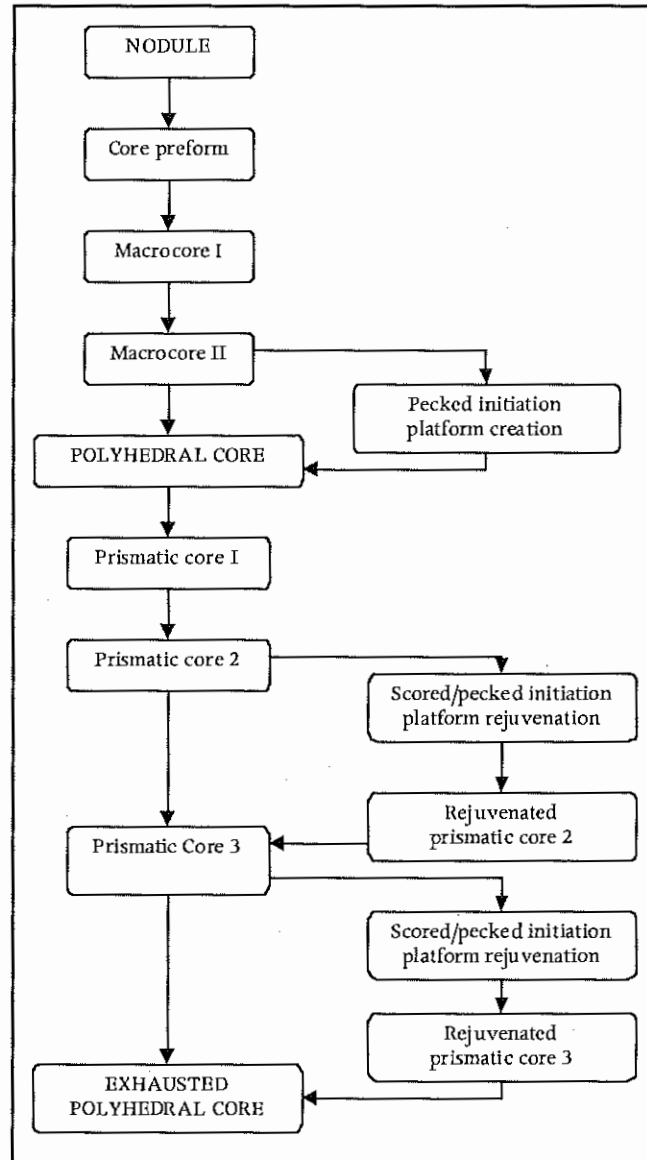 NODULE
Core preform
Macrocore I
Macrocore II
Pecked initiation
platform creation
POLYHEDRAL CORE
Prismatic core I
Prismatic core 2
Scored/pecked initiation
platform rejuvenation
Rejuvenated
prismatic core 2
Prismatic Core 3
Scored/pecked initiation
platform rejuvenation
Rejuvenated
prismatic core 3
EXHAUSTED
POLYHEDRAL CORE